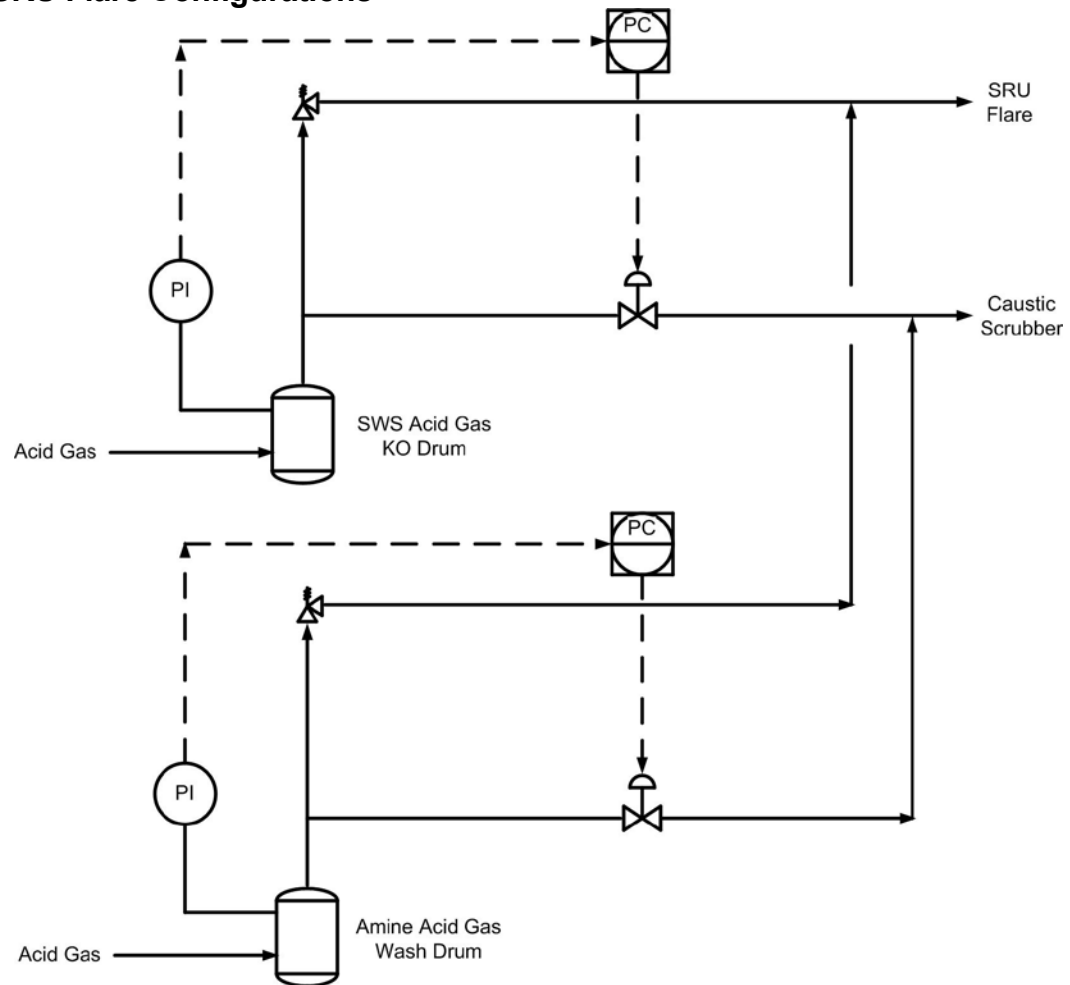 SRU Flare Configurations
PC
SRU
Flare
PI
Caustic
Scrubber
SWS Acid Gas
KO Drum
Acid Gas
PC
PI
Amine Acid Gas
Wash Drum
Acid Gas